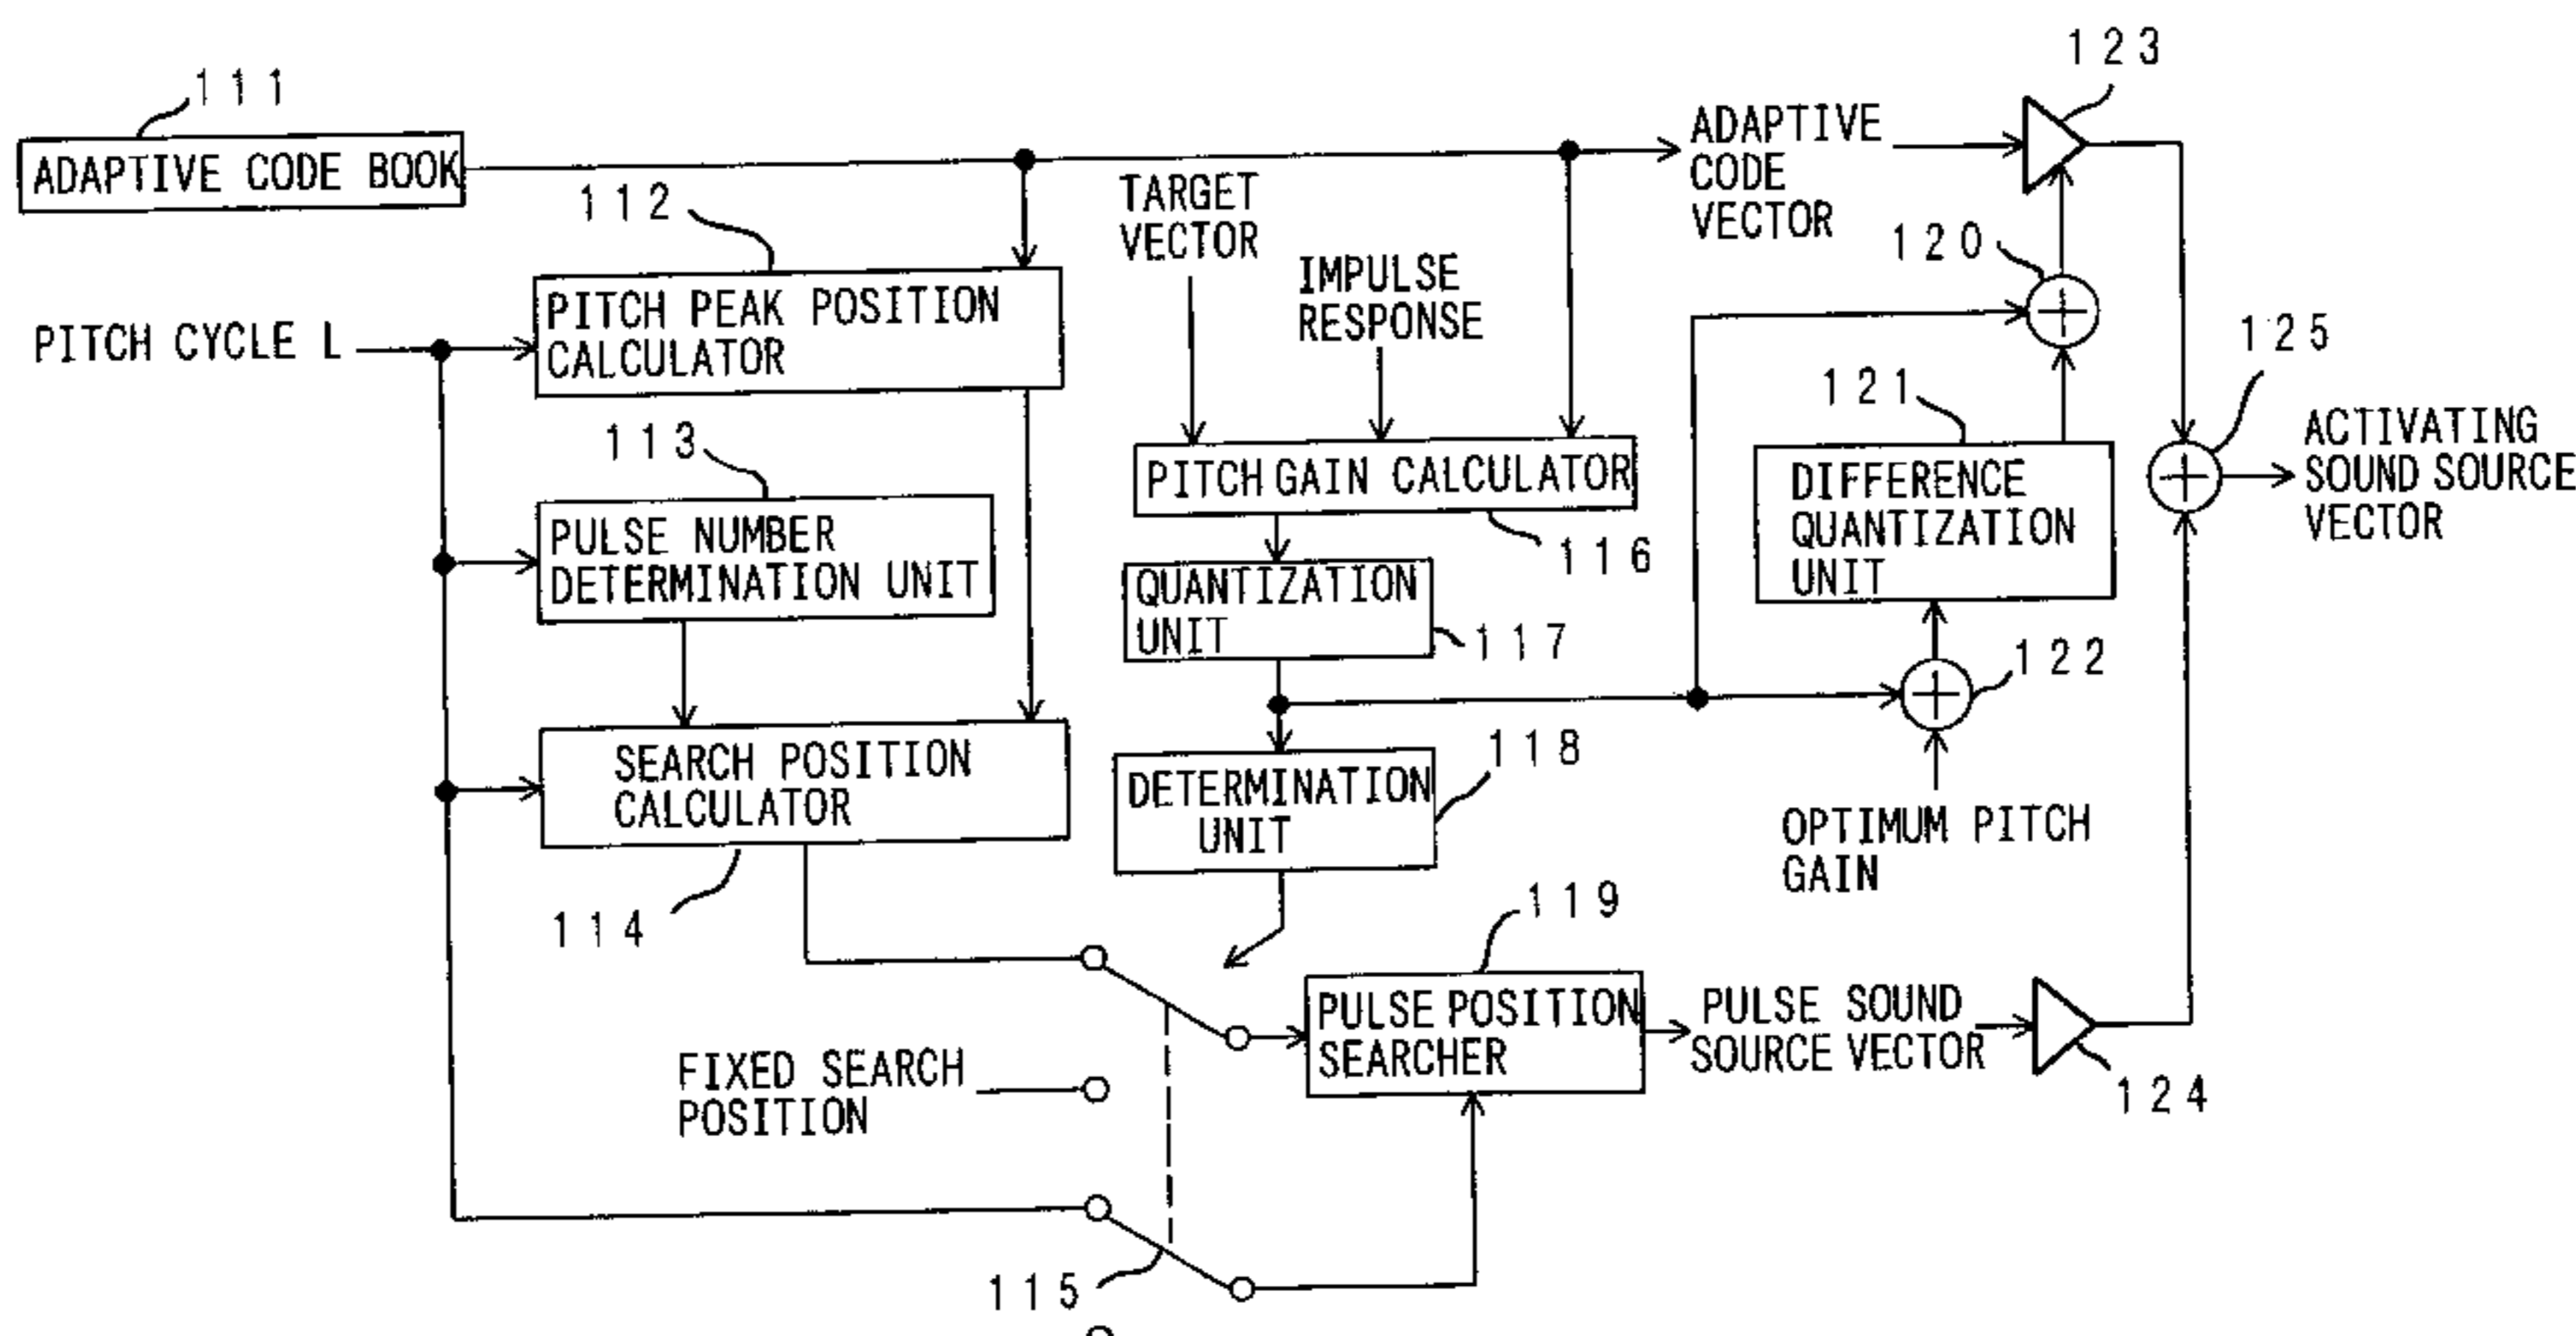 111
ADAPTIVE CODE BOOK
112
PITCH CYCLE L
PITCH PEAK POSITION
CALCULATOR
113
PULSE NUMBER
DETERMINATION UNIT
SEARCH POSITION
CALCULATOR
114
TARGET
VECTOR
IMPULSE
RESPONSE
PITCH GAIN CALCULATOR
116
QUANTIZATION
UNIT
117
DETERMINATION
UNIT
118
FIXED SEARCH
POSITION
115
119
PULSE POSITION
SEARCHER
PULSE SOUND
SOURCE VECTOR
124
ADAPTIVE
CODE
VECTOR
123
120
121
DIFFERENCE
QUANTIZATION
UNIT
122
OPTIMUM PITCH
GAIN
125
ACTIVATING
SOUND SOURCE
VECTOR